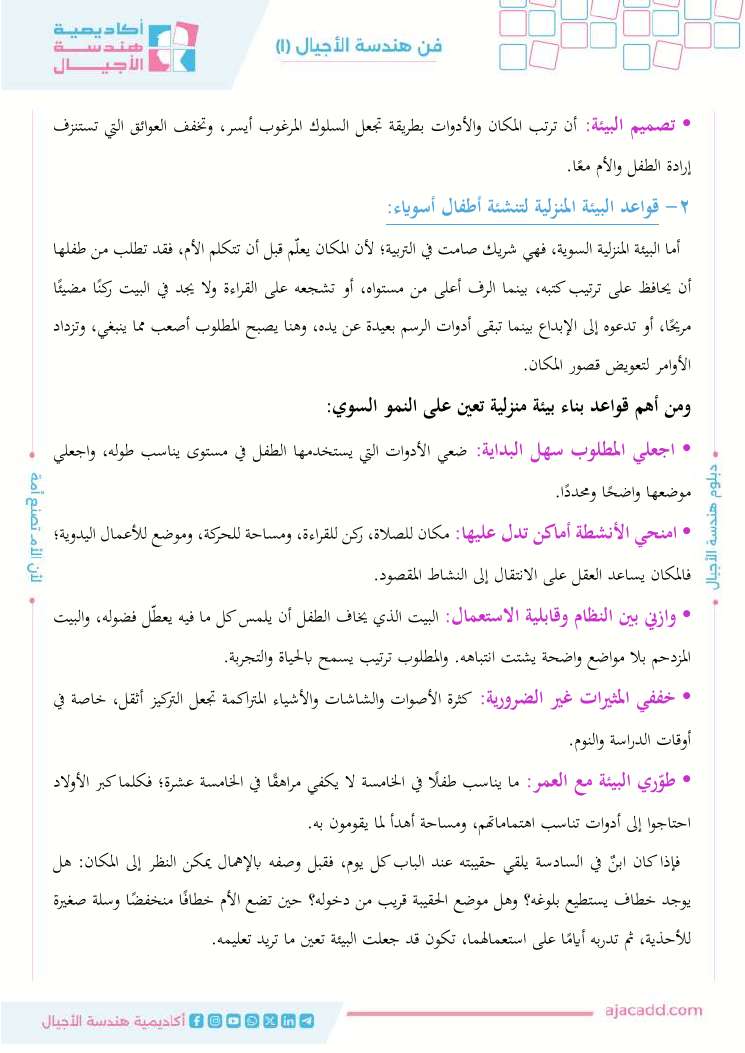 أكاديمية
هندسة
الأجيال
فن هندسة الأجيال (١)
• تصميم البيئة: أن ترتب المكان والأدوات بطريقة تجعل السلوك المرغوب أيسر، وتخفف العوائق التي تستنزف
إرادة الطفل والأم معًا.
٢- قواعد البيئة المنزلية لتنشئة أطفال أسوياء:
أما البيئة المنزلية السوية، فهي شريك صامت في التربية؛ لأن المكان يعلّم قبل أن تتكلم الأم، فقد تطلب من طفلها
أن يحافظ على ترتيب كتبه، بينما الرف أعلى من مستواه، أو تشجعه على القراءة ولا يجد في البيت ركنًا مضيئًا
مريحًا، أو تدعوه إلى الإبداع بينما تبقى أدوات الرسم بعيدة عن يده، وهنا يصبح المطلوب أصعب مما ينبغي، وتزداد
الأوامر لتعويض قصور المكان.
ومن أهم قواعد بناء بيئة منزلية تعين على النمو السوي:
• اجعلي المطلوب سهل البداية: ضعي الأدوات التي يستخدمها الطفل في مستوى يناسب طوله، واجعلي
موضعها واضحًا ومحددًا.
• امنحي الأنشطة أماكن تدل عليها: مكان للصلاة، ركن للقراءة، ومساحة للحركة، وموضع للأعمال اليدوية؛
فالمكان يساعد العقل على الانتقال إلى النشاط المقصود.
• وازني بين النظام وقابلية الاستعمال: البيت الذي يخاف الطفل أن يلمس كل ما فيه يعطّل فضوله، والبيت
المزدحم بلا مواضع واضحة يشتت انتباهه. والمطلوب ترتيب يسمح بالحياة والتجربة.
• خففي المثيرات غير الضرورية: كثرة الأصوات والشاشات والأشياء المتراكمة تجعل التركيز أثقل، خاصة في
أوقات الدراسة والنوم.
• طوّري البيئة مع العمر: ما يناسب طفلًا في الخامسة لا يكفي مراهقًا في الخامسة عشرة؛ فكلما كبر الأولاد
احتاجوا إلى أدوات تناسب اهتماماتهم، ومساحة أهدأ لما يقومون به.
فإذا كان ابنٌ في السادسة يلقي حقيبته عند الباب كل يوم، فقبل وصفه بالإهمال يمكن النظر إلى المكان: هل
يوجد خطاف يستطيع بلوغه؟ وهل موضع الحقيبة قريب من دخوله؟ حين تضع الأم خطافًا منخفضًا وسلة صغيرة
للأحذية، ثم تدربه أيامًا على استعمالهما، تكون قد جعلت البيئة تعين ما تريد تعليمه.
دبلوم هندسة الأجيال
لأن الأم تصنع أمة
ajacadd.com
أكاديمية هندسة الأجيال